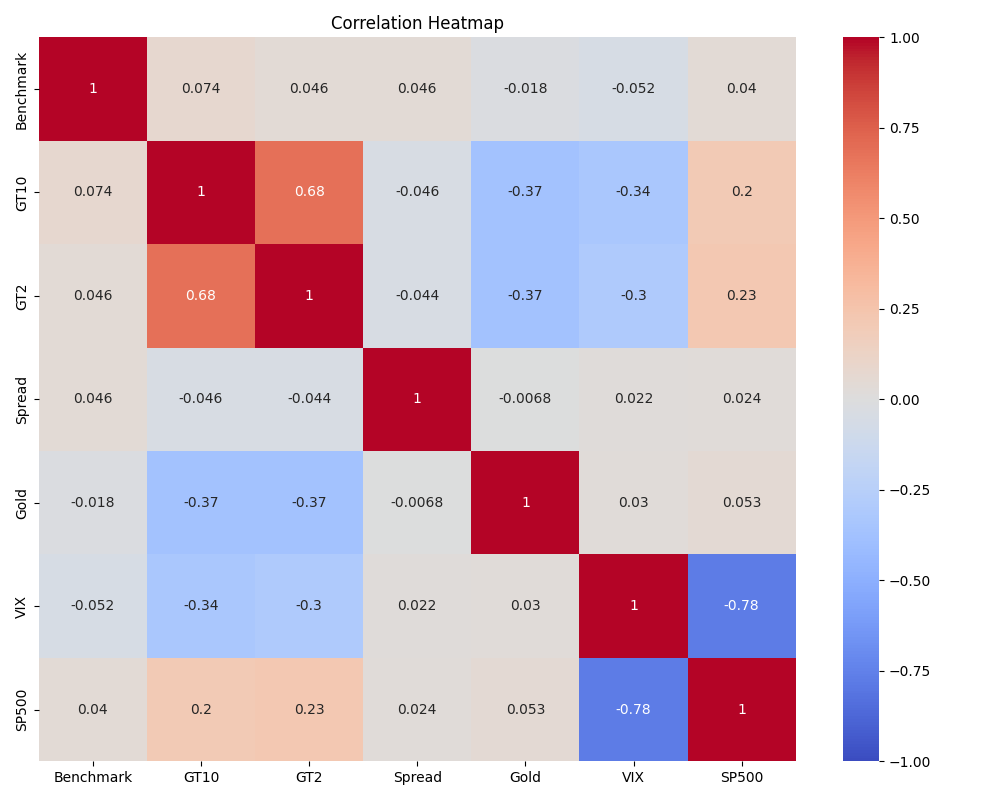 Correlation Heatmap
Benchmark 1 0.074 0.046 0.046 -0.018 -0.052 0.04
GT10 0.074 1 0.68 -0.046 -0.37 -0.34 0.2
GT2 0.046 0.68 1 -0.044 -0.37 -0.3 0.23
Spread 0.046 -0.046 -0.044 1 -0.0068 0.022 0.024
Gold -0.018 -0.37 -0.37 -0.0068 1 0.03 0.053
VIX -0.052 -0.34 -0.3 0.022 0.03 1 -0.78
SP500 0.04 0.2 0.23 0.024 0.053 -0.78 1
Benchmark GT10 GT2 Spread Gold VIX SP500
1.00
0.75
0.50
0.25
0.00
−0.25
−0.50
−0.75
−1.00